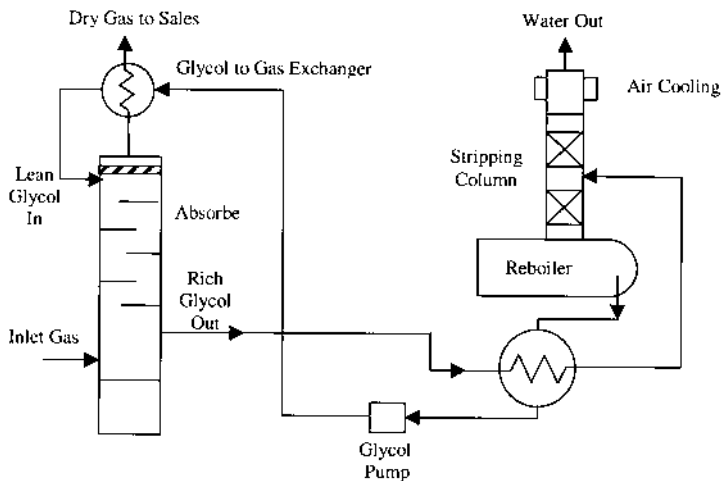 Dry Gas to Sales
Glycol to Gas Exchanger
Lean
Glycol
In
Absorbe
Rich
Glycol
Out
Inlet Gas
Glycol
Pump
Water Out
Air Cooling
Stripping
Column
Reboiler